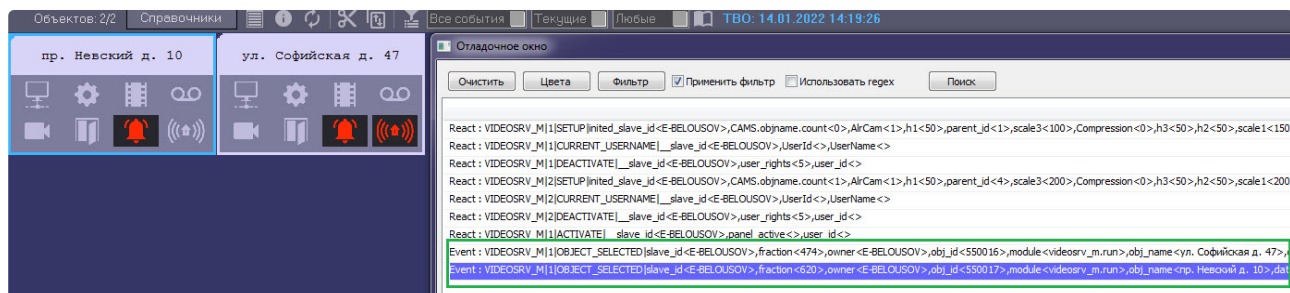 Объектов: 2/2 Справочники Все события Текущие Любые ТВО: 14.01.2022 14:19:26
пр. Невский д. 10 ул. Софийская д. 47
Отладочное окно
Очистить Цвета Фильтр Применить фильтр Использовать regex Поиск
React : VIDEOSRV_M|1|SETUP|inited_slave_id<E-BELOUSOV>,CAMS.objname.count<0>,AlrCam<1>,h1<50>,parent_id<1>,scale3<100>,Compression<0>,h3<50>,h2<50>,scale1<150
React : VIDEOSRV_M|1|CURRENT_USERNAME|__slave_id<E-BELOUSOV>,UserId<>,UserName<>
React : VIDEOSRV_M|1|DEACTIVATE|__slave_id<E-BELOUSOV>,user_rights<5>,user_id<>
React : VIDEOSRV_M|2|SETUP|inited_slave_id<E-BELOUSOV>,CAMS.objname.count<1>,AlrCam<1>,h1<50>,parent_id<4>,scale3<200>,Compression<0>,h3<50>,h2<50>,scale1<200
React : VIDEOSRV_M|2|CURRENT_USERNAME|__slave_id<E-BELOUSOV>,UserId<>,UserName<>
React : VIDEOSRV_M|2|DEACTIVATE|__slave_id<E-BELOUSOV>,user_rights<5>,user_id<>
React : VIDEOSRV_M|1|ACTIVATE|__slave_id<E-BELOUSOV>,panel_active<>,user_id<>
Event : VIDEOSRV_M|1|OBJECT_SELECTED|slave_id<E-BELOUSOV>,fraction<474>,owner<E-BELOUSOV>,obj_id<550016>,module<videosrv_m.run>,obj_name<ул. Софийская д. 47>,
Event : VIDEOSRV_M|1|OBJECT_SELECTED|slave_id<E-BELOUSOV>,fraction<620>,owner<E-BELOUSOV>,obj_id<550017>,module<videosrv_m.run>,obj_name<пр. Невский д. 10>,dat